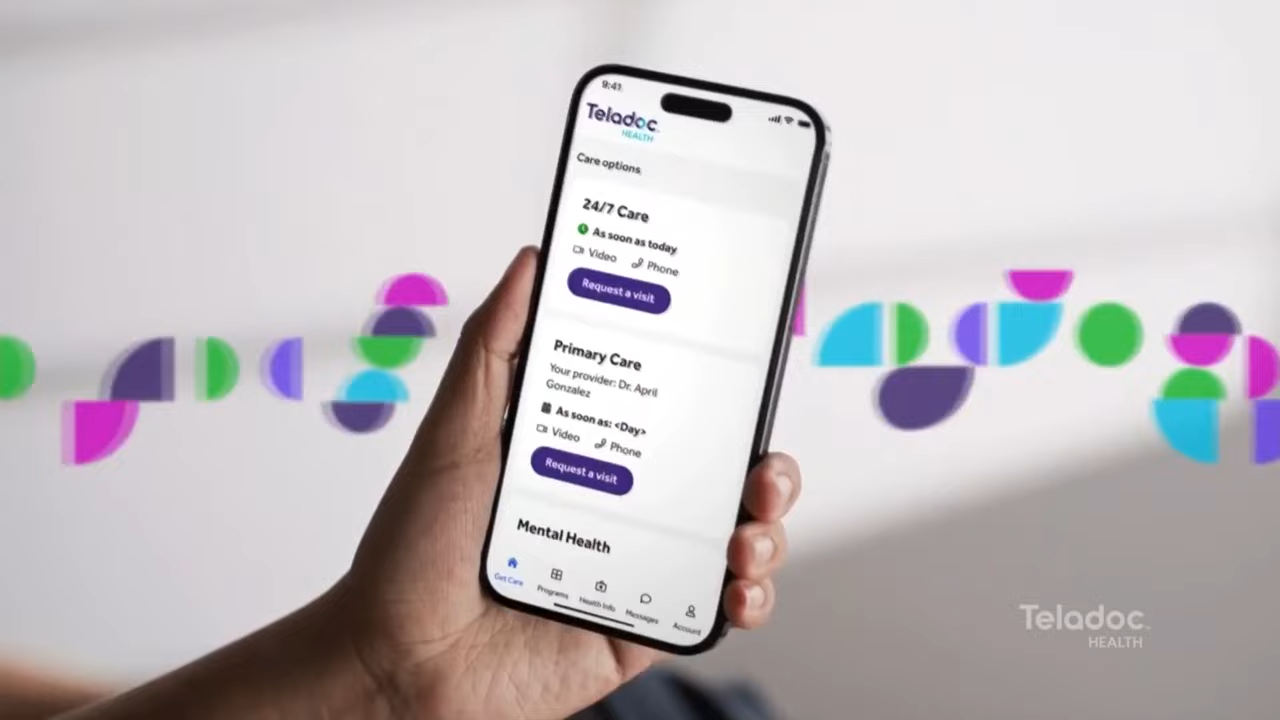 9:41
Teladoc
HEALTH
Care options
24/7 Care
As soon as today
Video Phone
Request a visit
Primary Care
Your provider: Dr. April
Gonzalez
As soon as: <Day>
Video Phone
Request a visit
Mental Health
Get Care Programs Health Info Messages Account
Teladoc
HEALTH